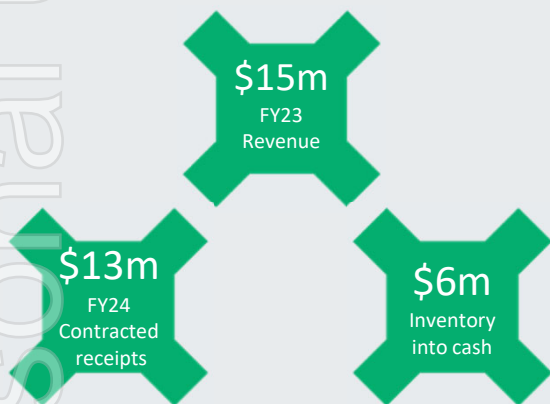 $15m
FY23
Revenue
$13m
FY24
Contracted
receipts
$6m
Inventory
into cash